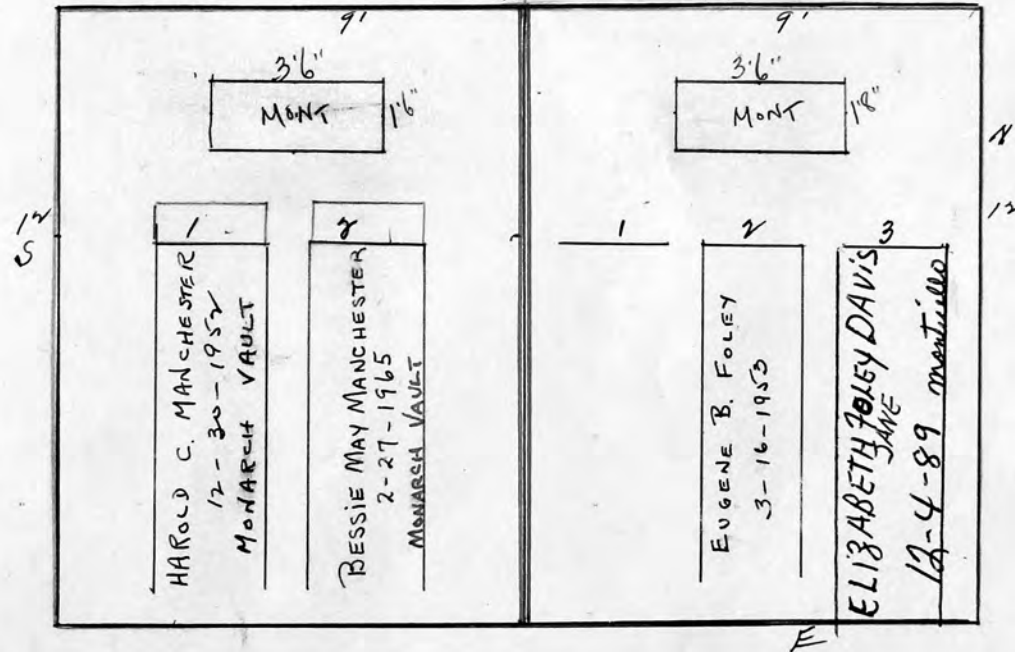 9'
9'
3'6"
MONT
1'6"
3'6"
MONT
1'8"
N
12
12
S
1
2
1
2
3
HAROLD C. MANCHESTER
12-30-1952
MONARCH VAULT
BESSIE MAY MANCHESTER
2-27-1965
MONARCH VAULT
EUGENE B. FOLEY
3-16-1953
ELIZABETH FOLEY DAVIS
JANE
12-4-89 montiello
E